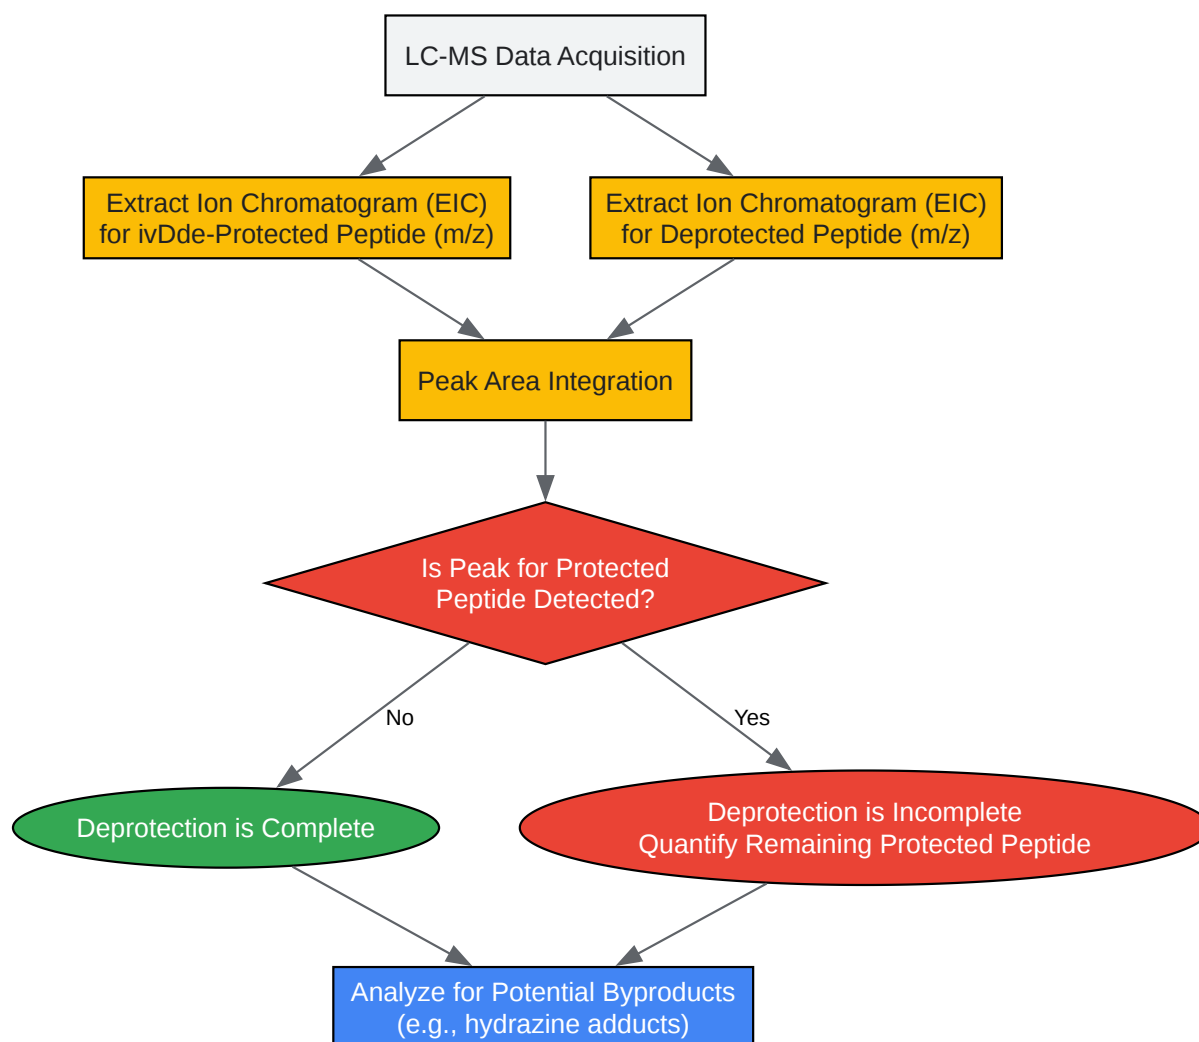 LC-MS Data Acquisition
Extract Ion Chromatogram (EIC)
for ivDde-Protected Peptide (m/z)
Extract Ion Chromatogram (EIC)
for Deprotected Peptide (m/z)
Peak Area Integration
Is Peak for Protected
Peptide Detected?
No
Yes
Deprotection is Complete
Deprotection is Incomplete
Quantify Remaining Protected Peptide
Analyze for Potential Byproducts
(e.g., hydrazine adducts)